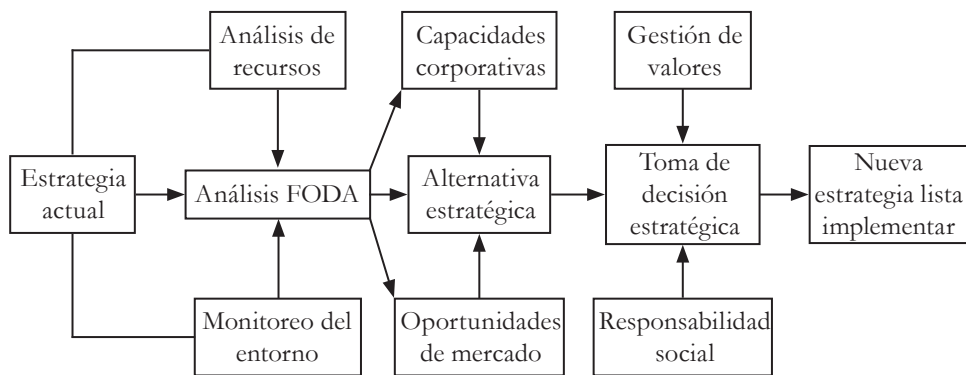 Análisis de
recursos
Capacidades
corporativas
Gestión de
valores
Estrategia
actual
Análisis FODA
Alternativa
estratégica
Toma de
decisión
estratégica
Nueva
estrategia lista
implementar
Monitoreo del
entorno
Oportunidades
de mercado
Responsabilidad
social